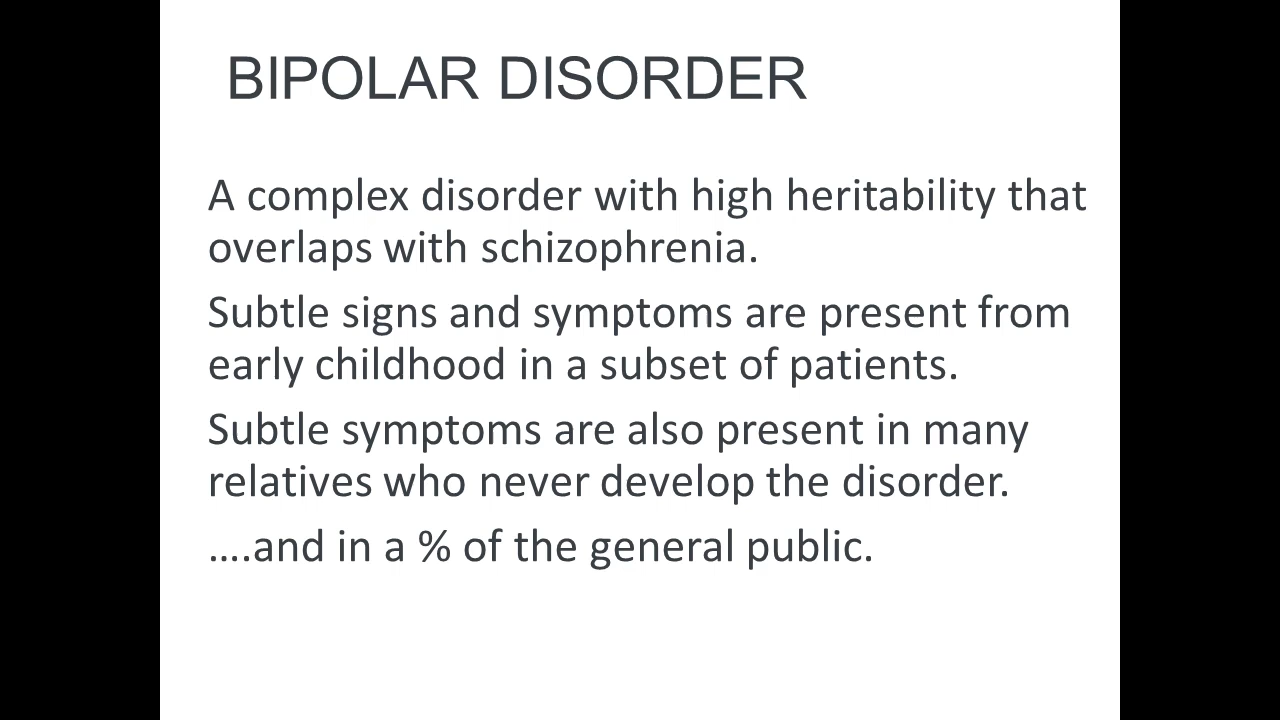 BIPOLAR DISORDER
A complex disorder with high heritability that
overlaps with schizophrenia.
Subtle signs and symptoms are present from
early childhood in a subset of patients.
Subtle symptoms are also present in many
relatives who never develop the disorder.
....and in a % of the general public.